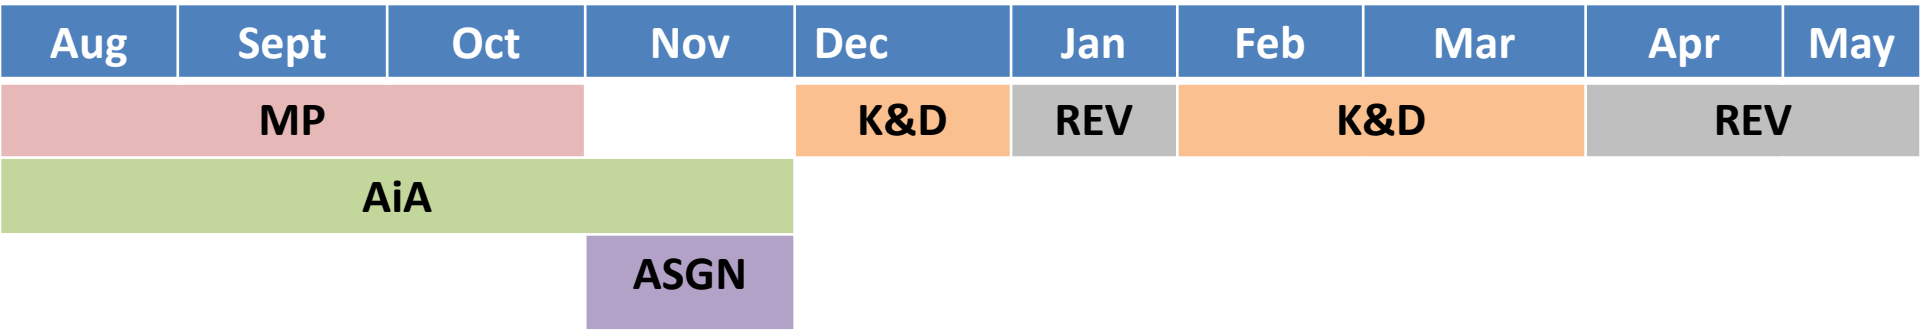 Aug Sept Oct Nov Dec Jan Feb Mar Apr May
MP K&D REV K&D REV
AiA
ASGN